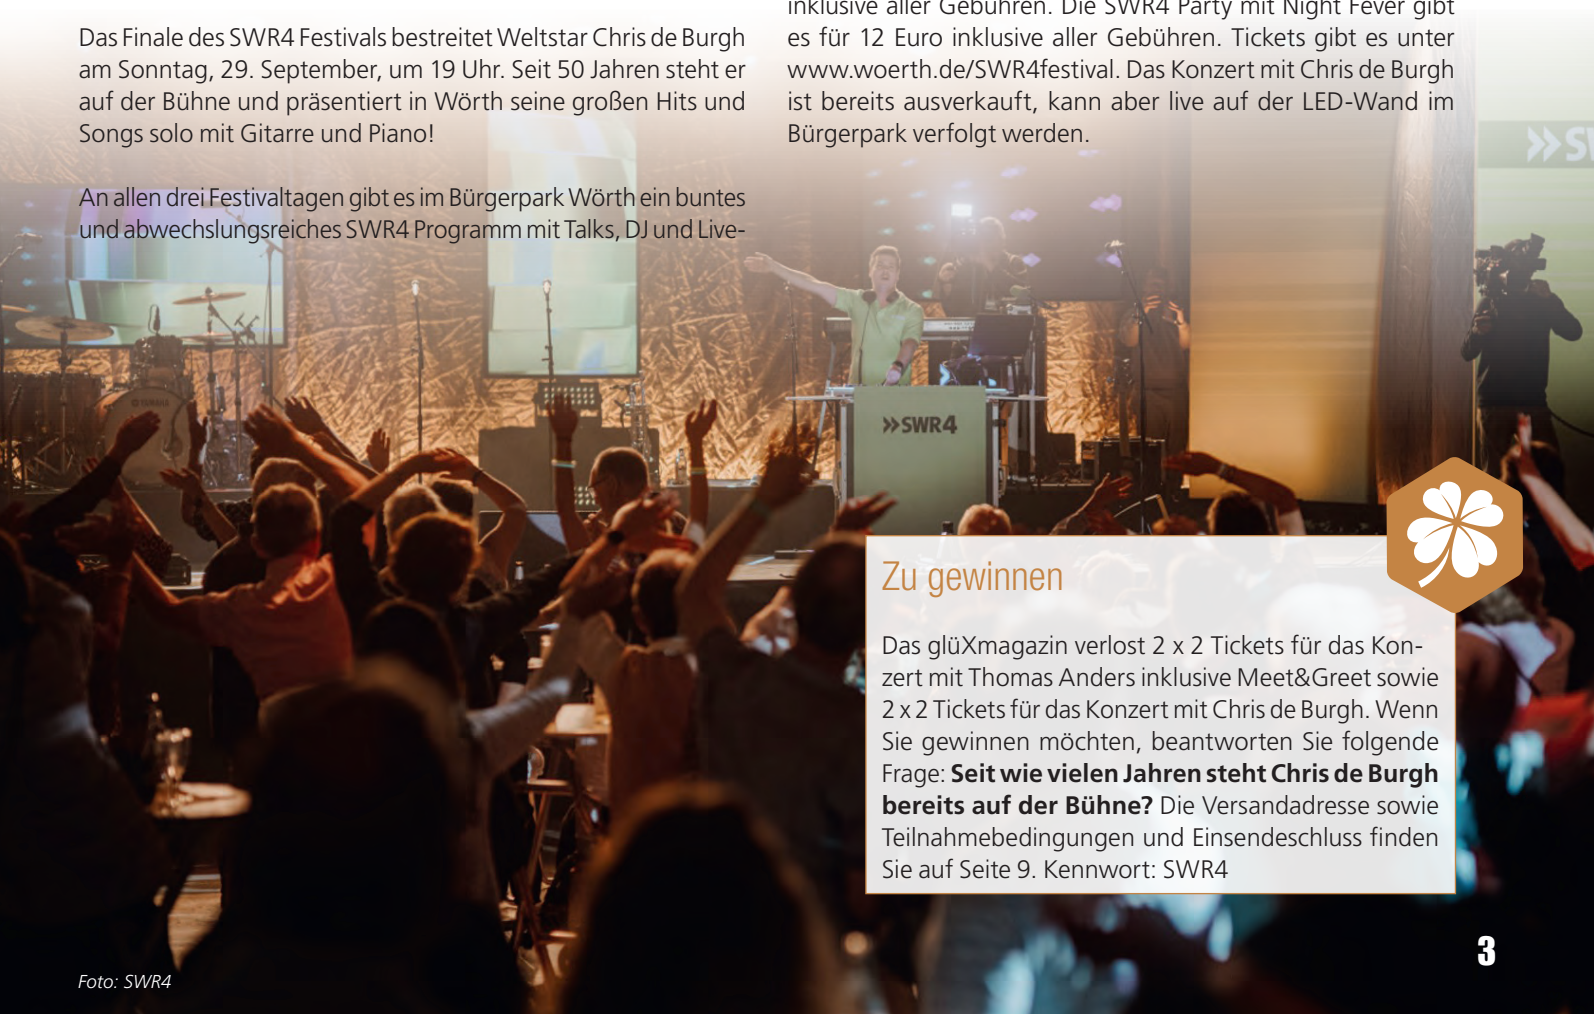 Das Finale des SWR4 Festivals bestreitet Weltstar Chris de Burgh
am Sonntag, 29. September, um 19 Uhr. Seit 50 Jahren steht er
auf der Bühne und präsentiert in Wörth seine großen Hits und
Songs solo mit Gitarre und Piano!
An allen drei Festivaltagen gibt es im Bürgerpark Wörth ein buntes
und abwechslungsreiches SWR4 Programm mit Talks, DJ und Live-
inklusive aller Gebühren. Die SWR4 Party mit Night Fever gibt
es für 12 Euro inklusive aller Gebühren. Tickets gibt es unter
www.woerth.de/SWR4festival. Das Konzert mit Chris de Burgh
ist bereits ausverkauft, kann aber live auf der LED-Wand im
Bürgerpark verfolgt werden.
»S
YAMAHA
»SWR4
Zu gewinnen
Das glüXmagazin verlost 2 x 2 Tickets für das Kon-
zert mit Thomas Anders inklusive Meet&Greet sowie
2 x 2 Tickets für das Konzert mit Chris de Burgh. Wenn
Sie gewinnen möchten, beantworten Sie folgende
Frage: Seit wie vielen Jahren steht Chris de Burgh
bereits auf der Bühne? Die Versandadresse sowie
Teilnahmebedingungen und Einsendeschluss finden
Sie auf Seite 9. Kennwort: SWR4
Foto: SWR4
3